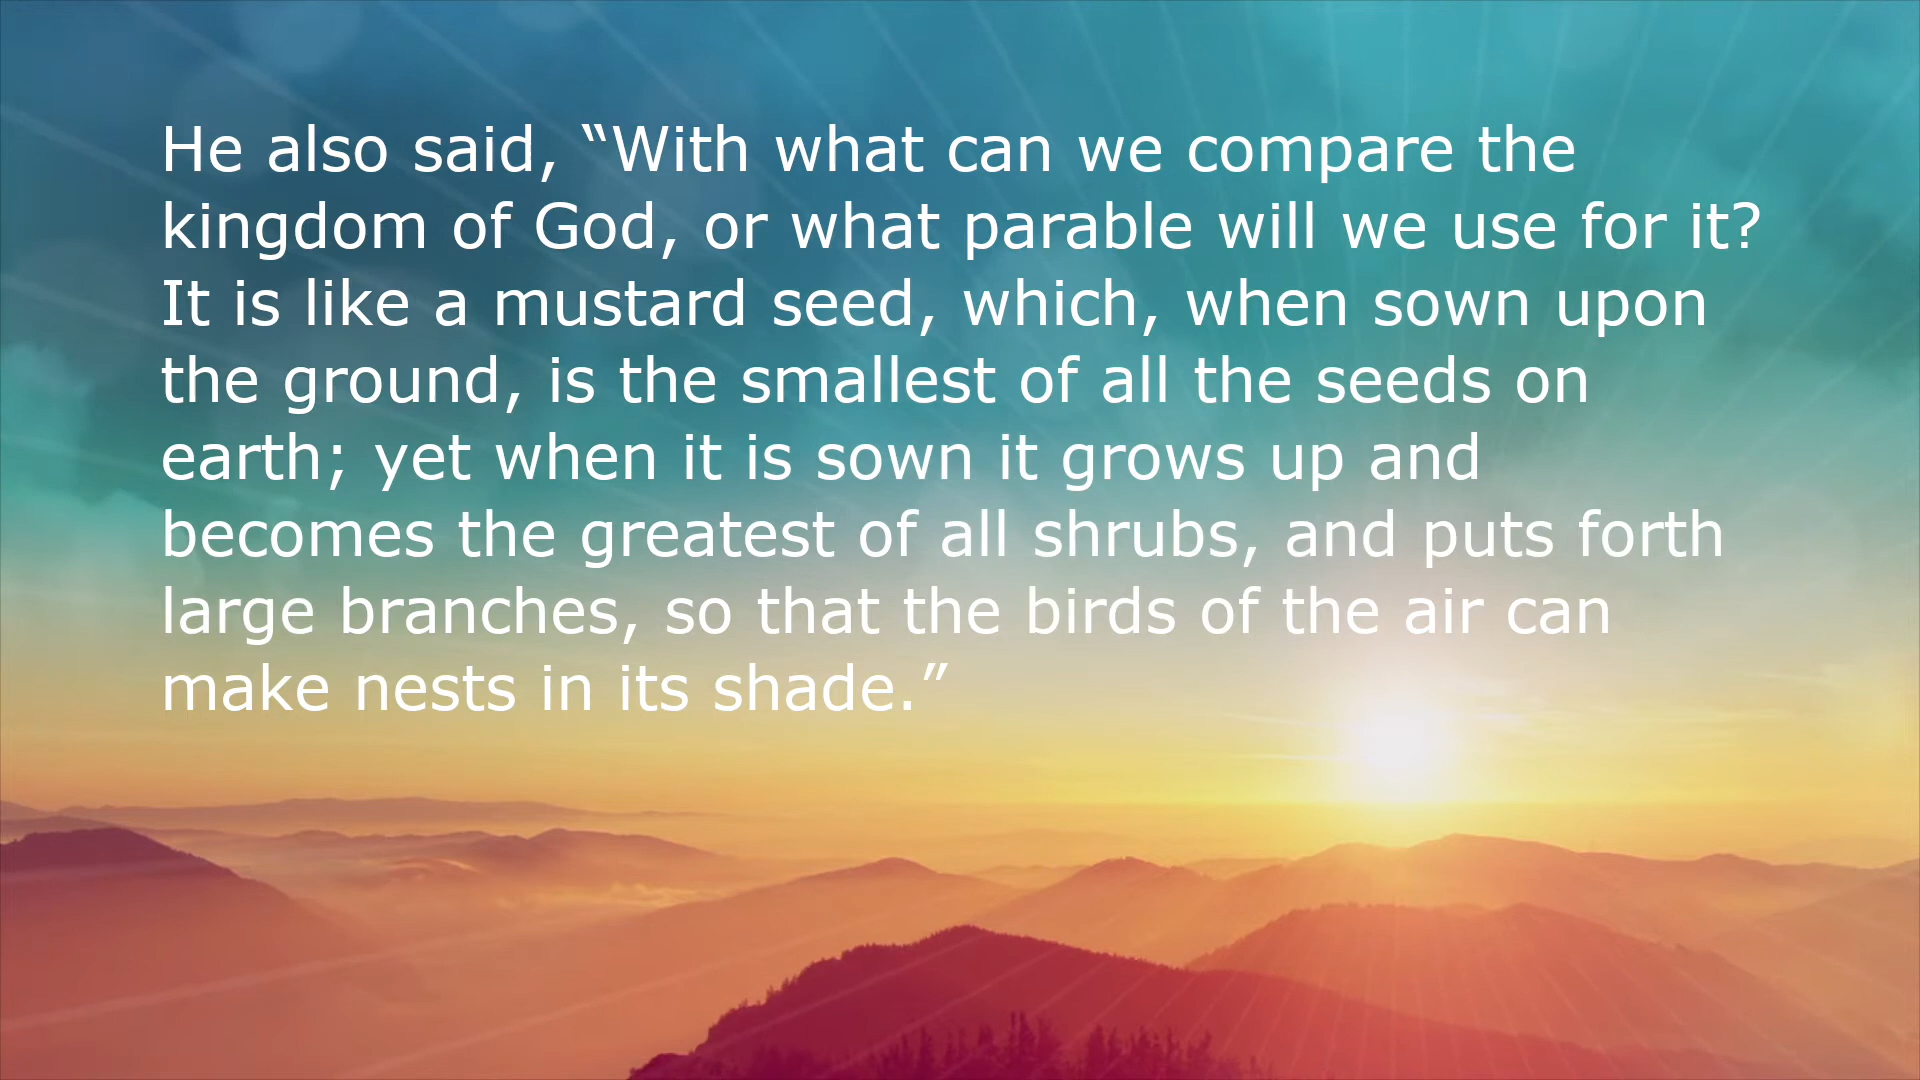 He also said, “With what can we compare the
kingdom of God, or what parable will we use for it?
It is like a mustard seed, which, when sown upon
the ground, is the smallest of all the seeds on
earth; yet when it is sown it grows up and
becomes the greatest of all shrubs, and puts forth
large branches, so that the birds of the air can
make nests in its shade.”